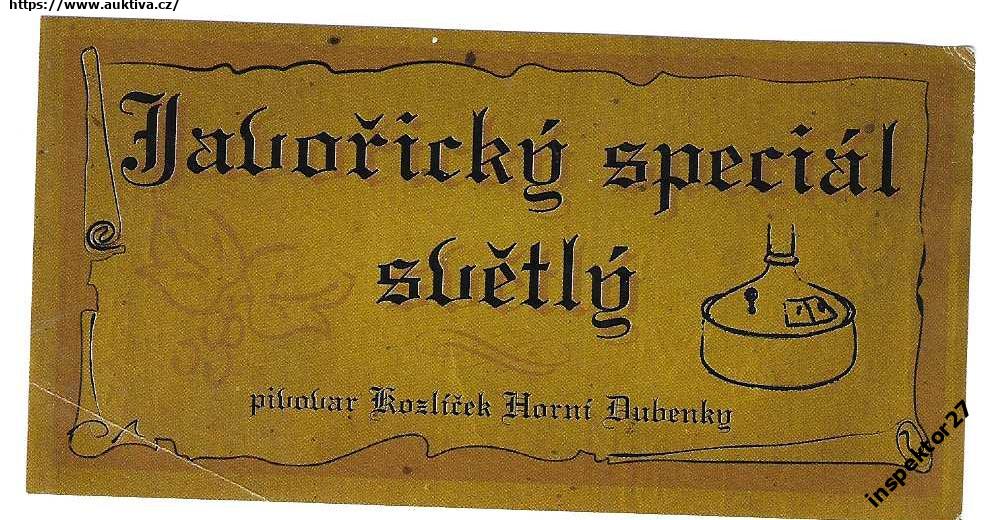 https://www.auktiva.cz/
Javořický speciál
světlý
pivovar Kozlíček Horní Dubenky
inspektor27